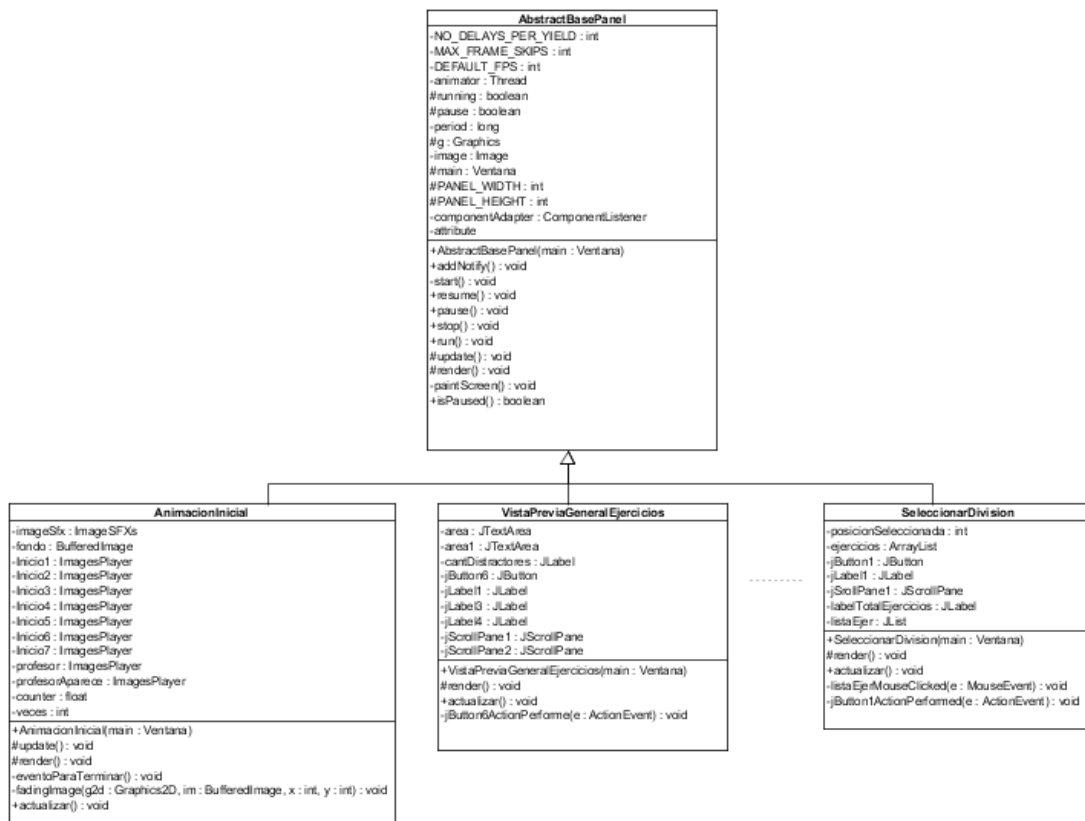 AbstractBasePanel
-NO_DELAYS_PER_YIELD : int
-MAX_FRAME_SKIPS : int
-DEFAULT_FPS : int
-animator : Thread
#running : boolean
#pause : boolean
-period : long
#g : Graphics
-image : Image
#main : Ventana
#PANEL_WIDTH : int
#PANEL_HEIGHT : int
-componentAdapter : ComponentListener
-attribute
+AbstractBasePanel(main : Ventana)
+addNotify() : void
-start() : void
+resume() : void
+pause() : void
+stop() : void
+run() : void
#update() : void
#render() : void
-paintScreen() : void
+isPaused() : boolean
AnimacionInicial
-imageSfx : ImageSFXs
-fondo : BufferedImage
-Inicio1 : ImagesPlayer
-Inicio2 : ImagesPlayer
-Inicio3 : ImagesPlayer
-Inicio4 : ImagesPlayer
-Inicio5 : ImagesPlayer
-Inicio6 : ImagesPlayer
-Inicio7 : ImagesPlayer
-profesor : ImagesPlayer
-profesorAparece : ImagesPlayer
-counter : float
-veces : int
+AnimacionInicial(main : Ventana)
#update() : void
#render() : void
-eventoParaTerminar() : void
-fadingImage(g2d : Graphics2D, im : BufferedImage, x : int, y : int) : void
+actualizar() : void
VistaPreviaGeneralEjercicios
-area : JTextArea
-area1 : JTextArea
-cantDistractores : JLabel
-jButton6 : JButton
-jLabel1 : JLabel
-jLabel3 : JLabel
-jLabel4 : JLabel
-jScrollPane1 : JScrollPane
-jScrollPane2 : JScrollPane
+VistaPreviaGeneralEjercicios(main : Ventana)
#render() : void
+actualizar() : void
-jButton6ActionPerforme(e : ActionEvent) : void
SeleccionarDivision
-posicionSeleccionada : int
-ejercicios : ArrayList
-jButton1 : JButton
-jLabel1 : JLabel
-jSrollPane1 : JScrollPane
-labelTotalEjercicios : JLabel
-listaEjer : JList
+SeleccionarDivision(main : Ventana)
#render() : void
+actualizar() : void
-listaEjerMouseClicked(e : MouseEvent) : void
-jButton1ActionPerformed(e : ActionEvent) : void